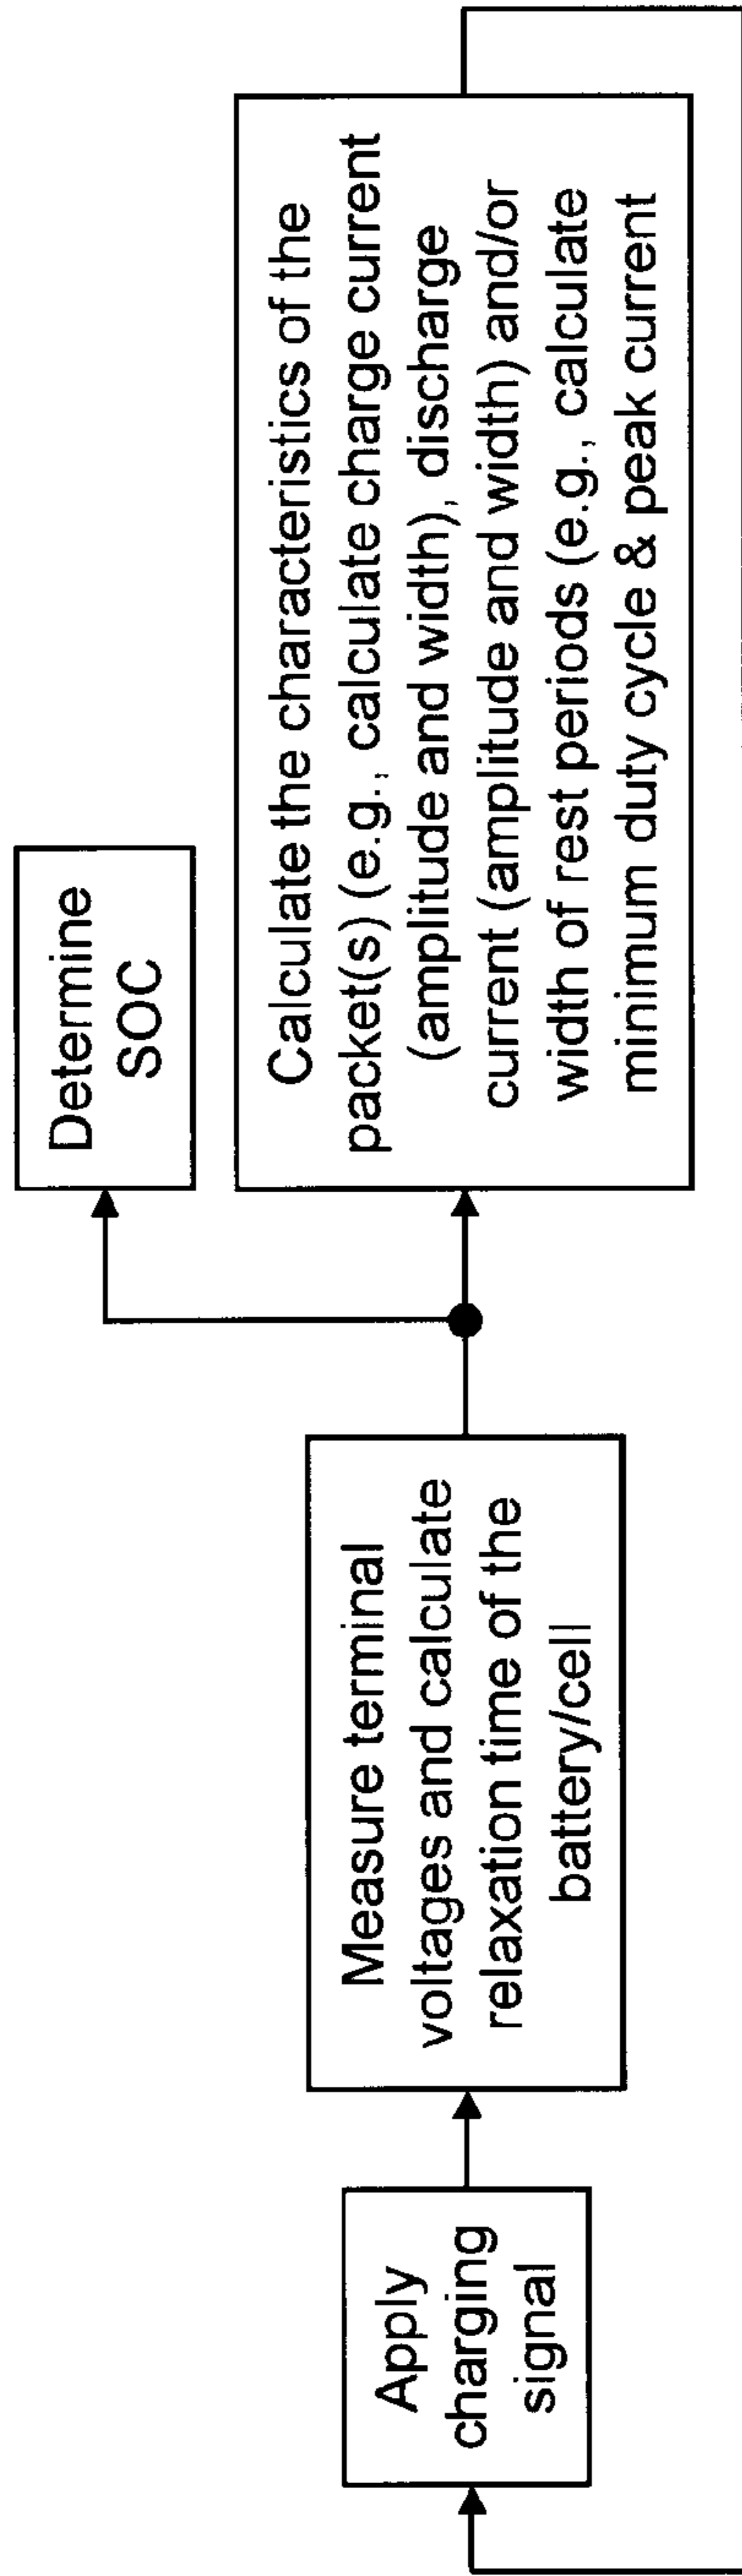 Apply
charging
signal
Measure terminal
voltages and calculate
relaxation time of the
battery/cell
Determine
SOC
Calculate the characteristics of the
packet(s) (e.g., calculate charge current
(amplitude and width), discharge
current (amplitude and width) and/or
width of rest periods (e.g., calculate
minimum duty cycle & peak current